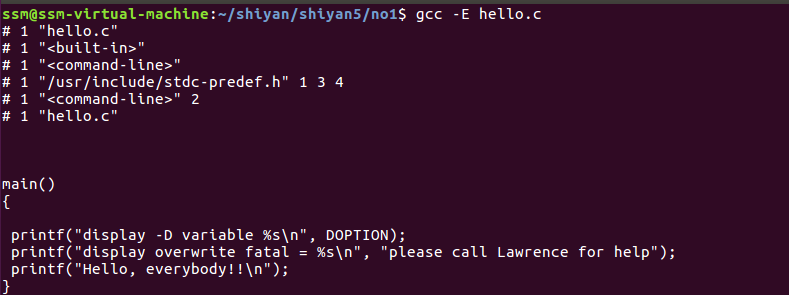 ssm@ssm-virtual-machine:~/shiyan/shiyan5/no1$ gcc -E hello.c
# 1 "hello.c"
# 1 "<built-in>"
# 1 "<command-line>"
# 1 "/usr/include/stdc-predef.h" 1 3 4
# 1 "<command-line>" 2
# 1 "hello.c"
main()
{
 printf("display -D variable %s\n", DOPTION);
 printf("display overwrite fatal = %s\n", "please call Lawrence for help");
 printf("Hello, everybody!!\n");
}